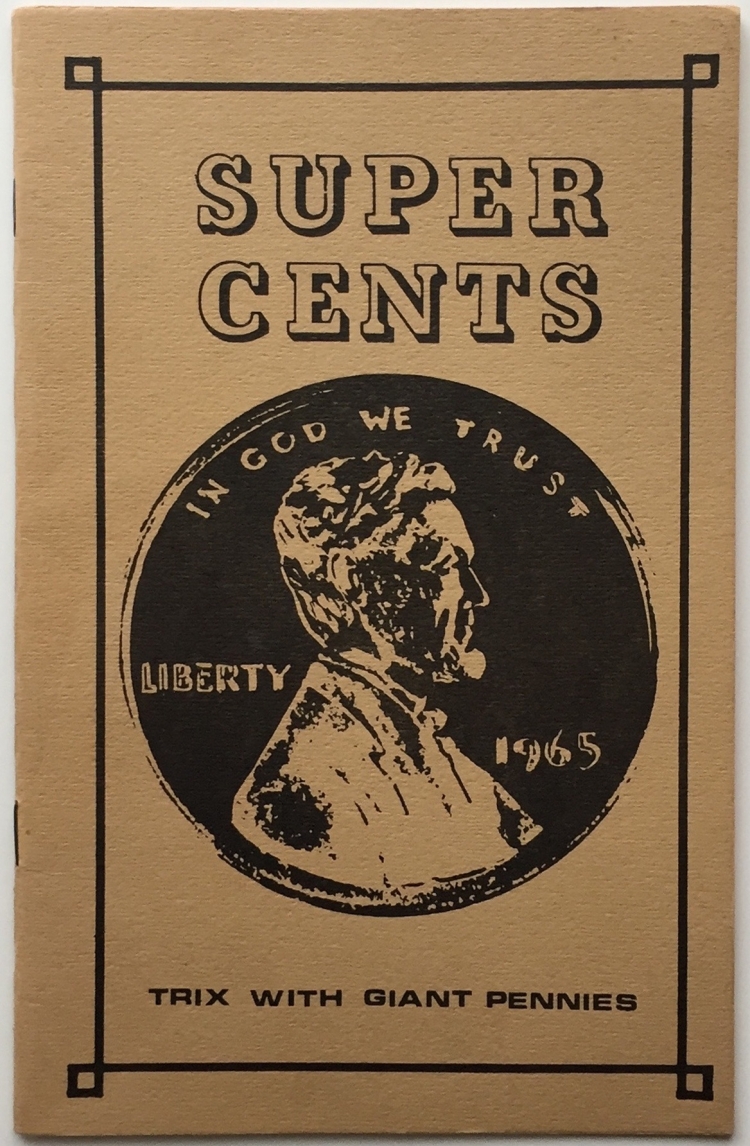 SUPER
CENTS
IN GOD WE TRUST
LIBERTY
1965
TRIX WITH GIANT PENNIES